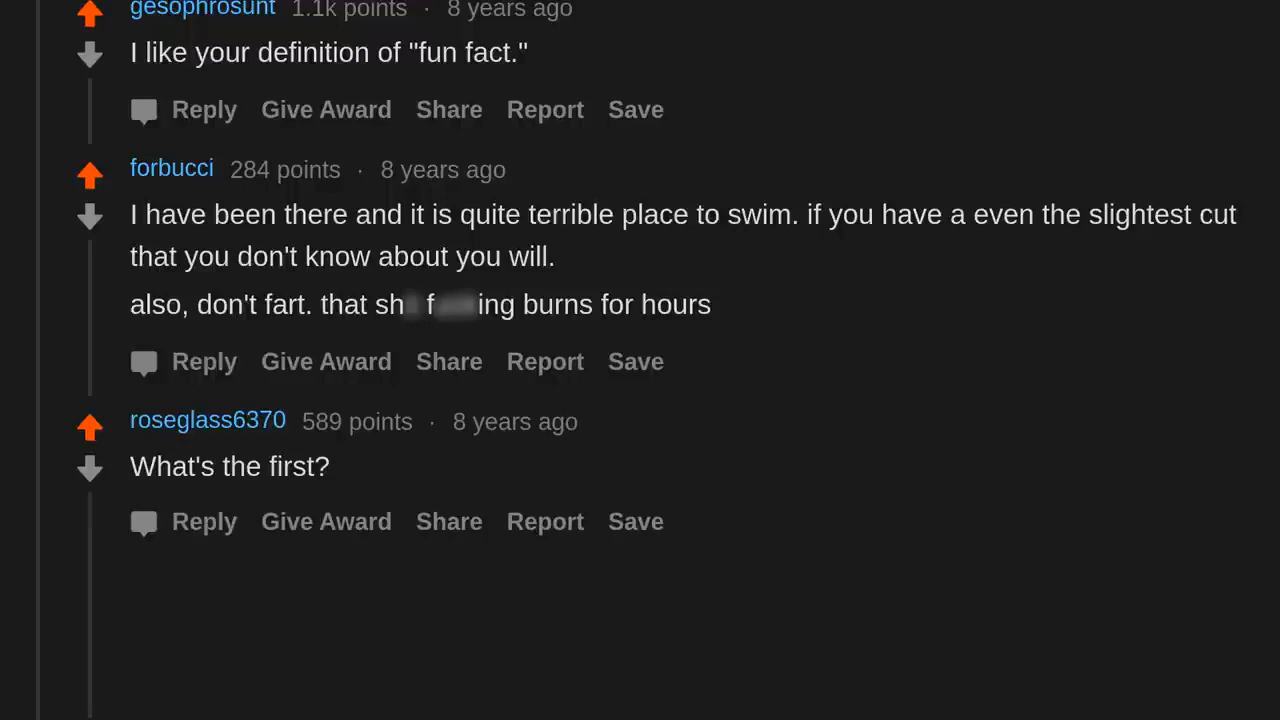 gesophrosunt 1.1k points · 8 years ago
I like your definition of "fun fact."
Reply Give Award Share Report Save
forbucci 284 points · 8 years ago
I have been there and it is quite terrible place to swim. if you have a even the slightest cut
that you don't know about you will.
also, don't fart. that sh f ing burns for hours
Reply Give Award Share Report Save
roseglass6370 589 points · 8 years ago
What's the first?
Reply Give Award Share Report Save